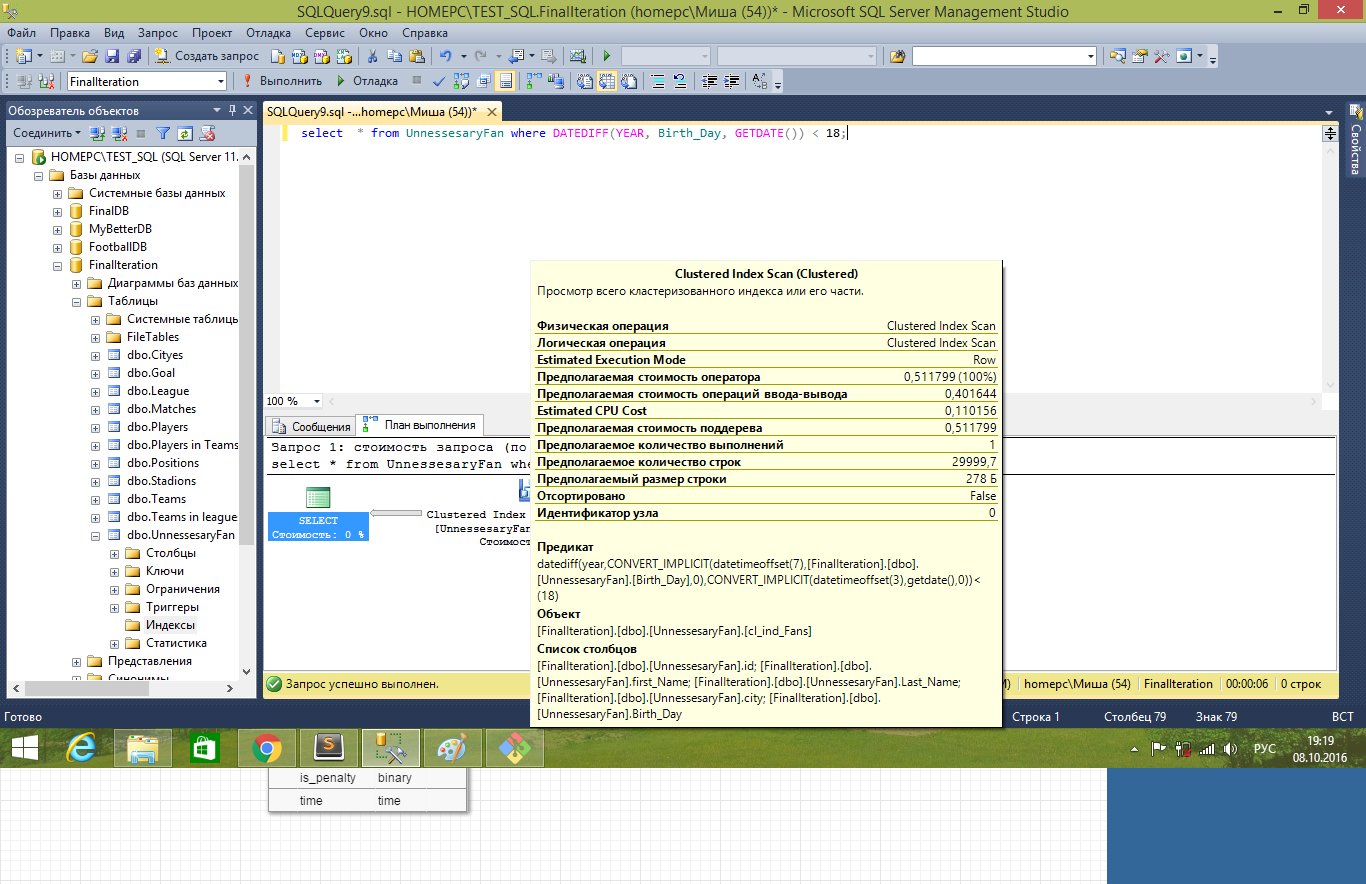 SQLQuery9.sql - HOMEPC\TEST_SQL.FinalIteration (homepc\Миша (54))* - Microsoft SQL Server Management Studio
Файл Правка Вид Запрос Проект Отладка Сервис Окно Справка
Создать запрос
FinalIteration Выполнить Отладка
Обозреватель объектов
SQLQuery9.sql -...homepc\Миша (54))*
Соединить
select * from UnnessesaryFan where DATEDIFF(YEAR, Birth_Day, GETDATE()) < 18;
Свойства
HOMEPC\TEST_SQL (SQL Server 11.
Базы данных
Системные базы данных
FinalDB
MyBetterDB
FootballDB
FinalIteration
Диаграммы баз данных
Таблицы
Системные таблицы
FileTables
dbo.Cityes
dbo.Goal
dbo.League
dbo.Matches
dbo.Players
dbo.Players in Teams
dbo.Positions
dbo.Stadions
dbo.Teams
dbo.Teams in league
dbo.UnnessesaryFan
Столбцы
Ключи
Ограничения
Триггеры
Индексы
Статистика
Представления
Синонимы
100 %
Сообщения План выполнения
Запрос 1: стоимость запроса (по
select * from UnnessesaryFan whe
SELECT
Стоимость: 0 %
Clustered Index
[UnnessesaryFan
Стоимост
Clustered Index Scan (Clustered)
Просмотр всего кластеризованного индекса или его части.
Физическая операция Clustered Index Scan
Логическая операция Clustered Index Scan
Estimated Execution Mode Row
Предполагаемая стоимость оператора 0,511799 (100%)
Предполагаемая стоимость операций ввода-вывода 0,401644
Estimated CPU Cost 0,110156
Предполагаемая стоимость поддерева 0,511799
Предполагаемое количество выполнений 1
Предполагаемое количество строк 29999,7
Предполагаемый размер строки 278 Б
Отсортировано False
Идентификатор узла 0
Предикат
datediff(year,CONVERT_IMPLICIT(datetimeoffset(7),[FinalIteration].[dbo].
[UnnessesaryFan].[Birth_Day],0),CONVERT_IMPLICIT(datetimeoffset(3),getdate(),0))<
(18)
Объект
[FinalIteration].[dbo].[UnnessesaryFan].[cl_ind_Fans]
Список столбцов
[FinalIteration].[dbo].[UnnessesaryFan].id; [FinalIteration].[dbo].
[UnnessesaryFan].first_Name; [FinalIteration].[dbo].[UnnessesaryFan].Last_Name;
[FinalIteration].[dbo].[UnnessesaryFan].city; [FinalIteration].[dbo].
[UnnessesaryFan].Birth_Day
Запрос успешно выполнен. homepc\Миша (54) FinalIteration 00:00:06 0 строк
Готово Строка 1 Столбец 79 Знак 79 ВСТ
РУС
19:19
08.10.2016
is_penalty binary
time time